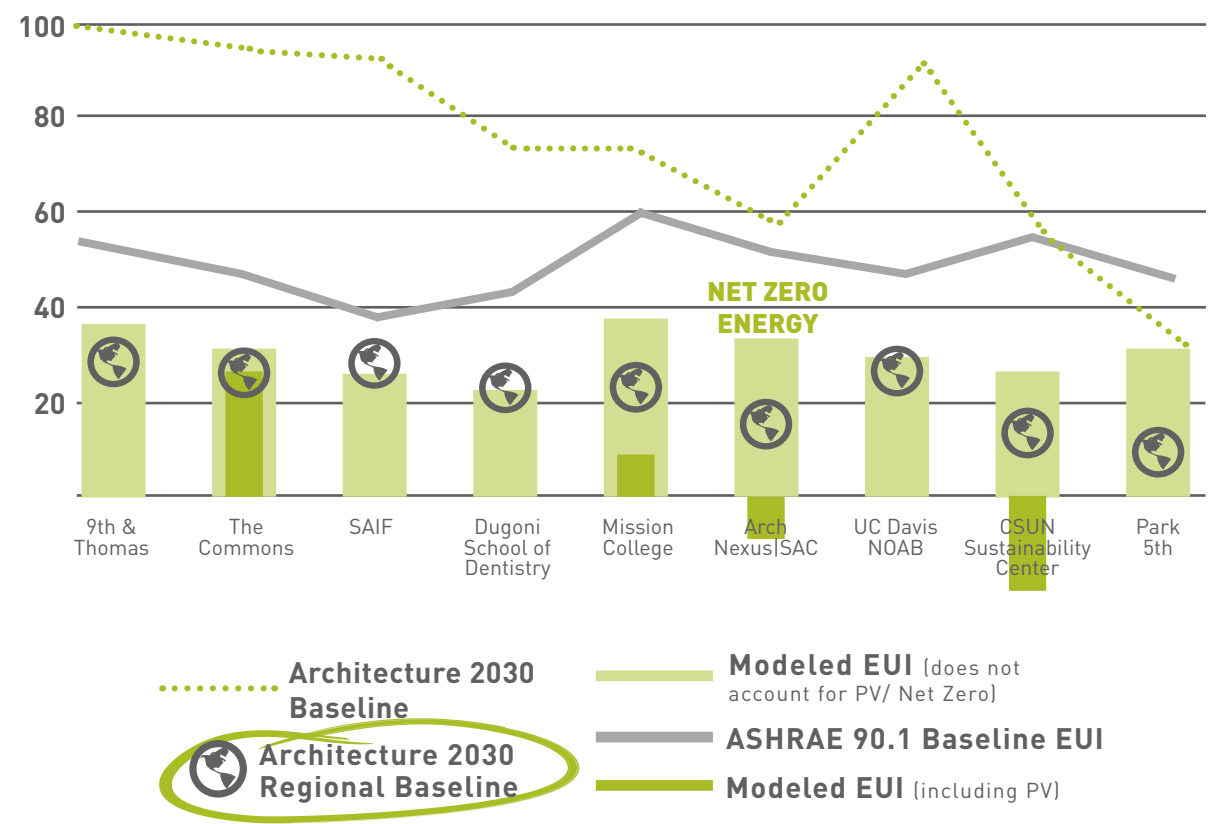 100
80
60
40
20
NET ZERO
ENERGY
9th &
Thomas
The
Commons
SAIF
Dugoni
School of
Dentistry
Mission
College
Arch
Nexus|SAC
UC Davis
NOAB
CSUN
Sustainability
Center
Park
5th
Architecture 2030
Baseline
Architecture 2030
Regional Baseline
Modeled EUI (does not
account for PV/ Net Zero)
ASHRAE 90.1 Baseline EUI
Modeled EUI (including PV)